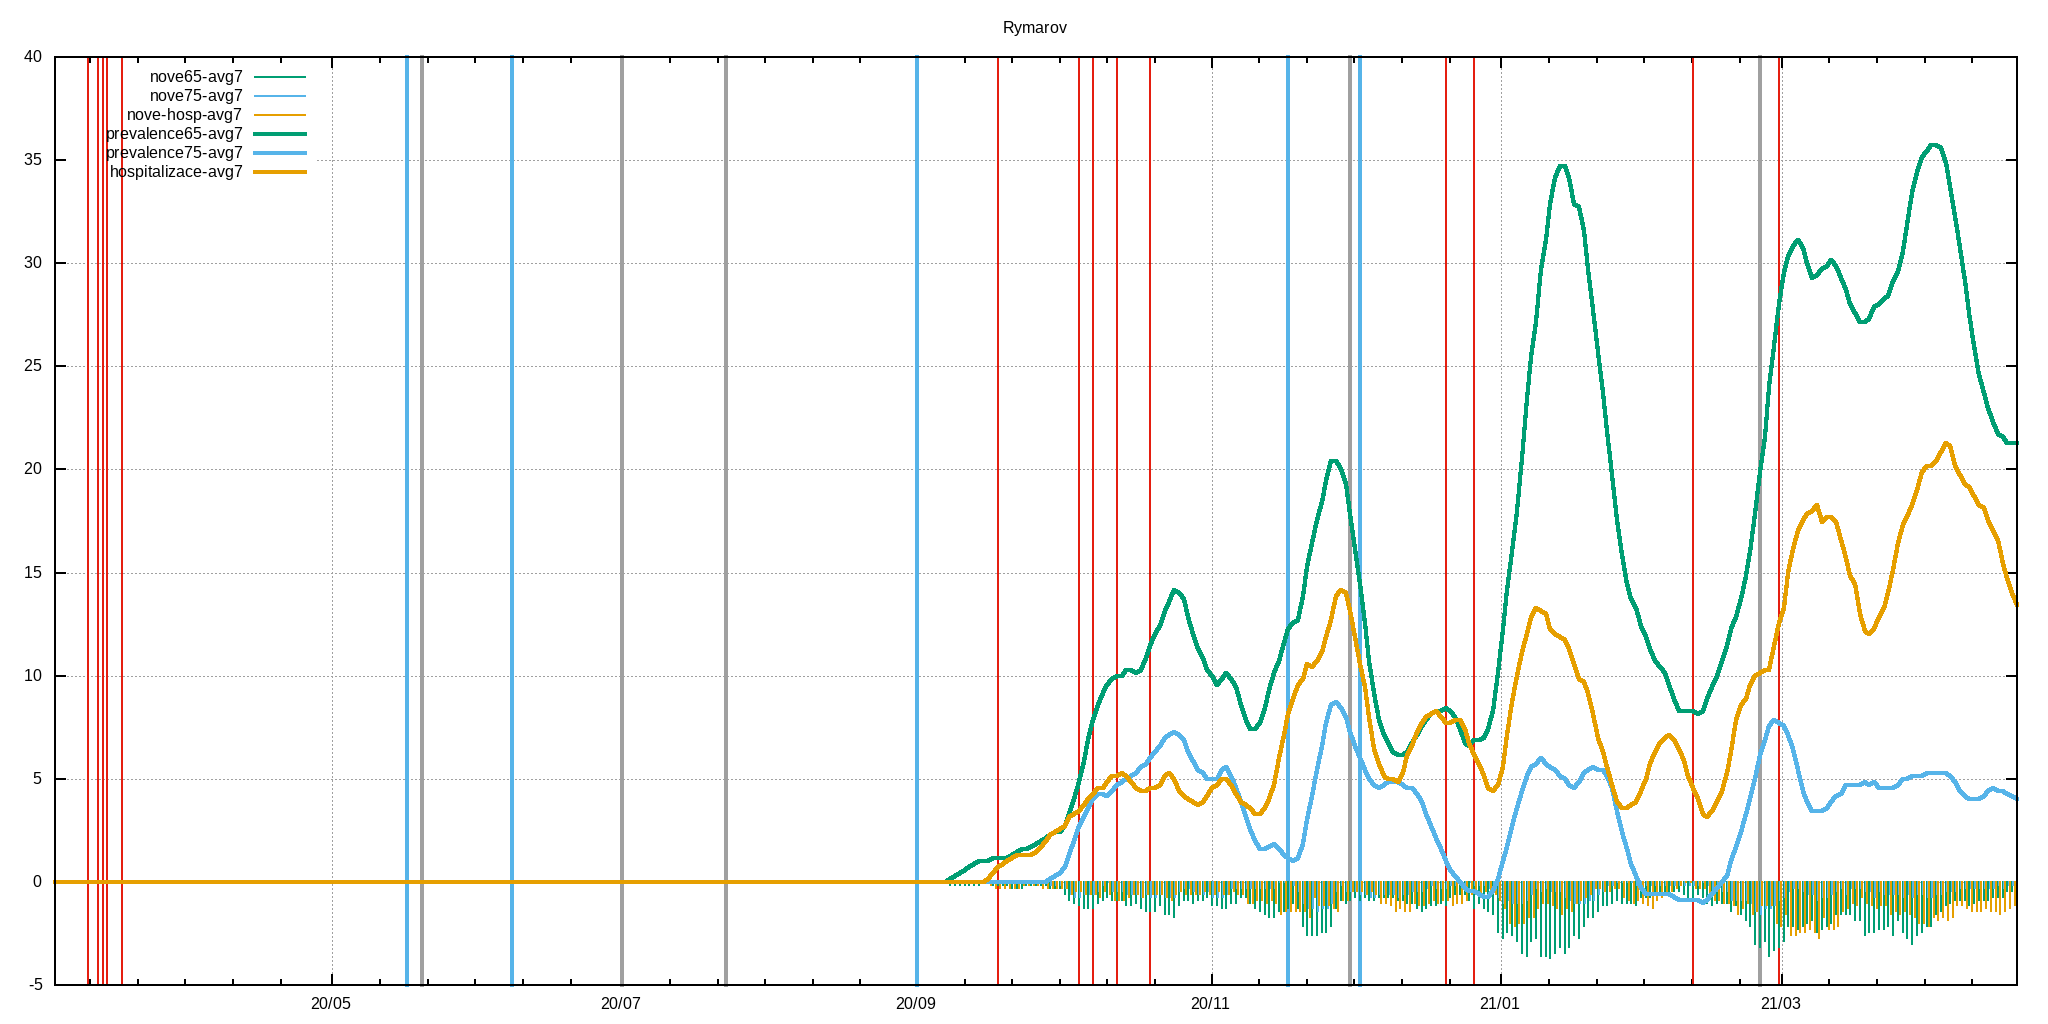 Rymarov
40
35
30
25
20
15
10
5
0
-5
nove65-avg7
nove75-avg7
nove-hosp-avg7
prevalence65-avg7
prevalence75-avg7
hospitalizace-avg7
20/05 20/07 20/09 20/11 21/01 21/03